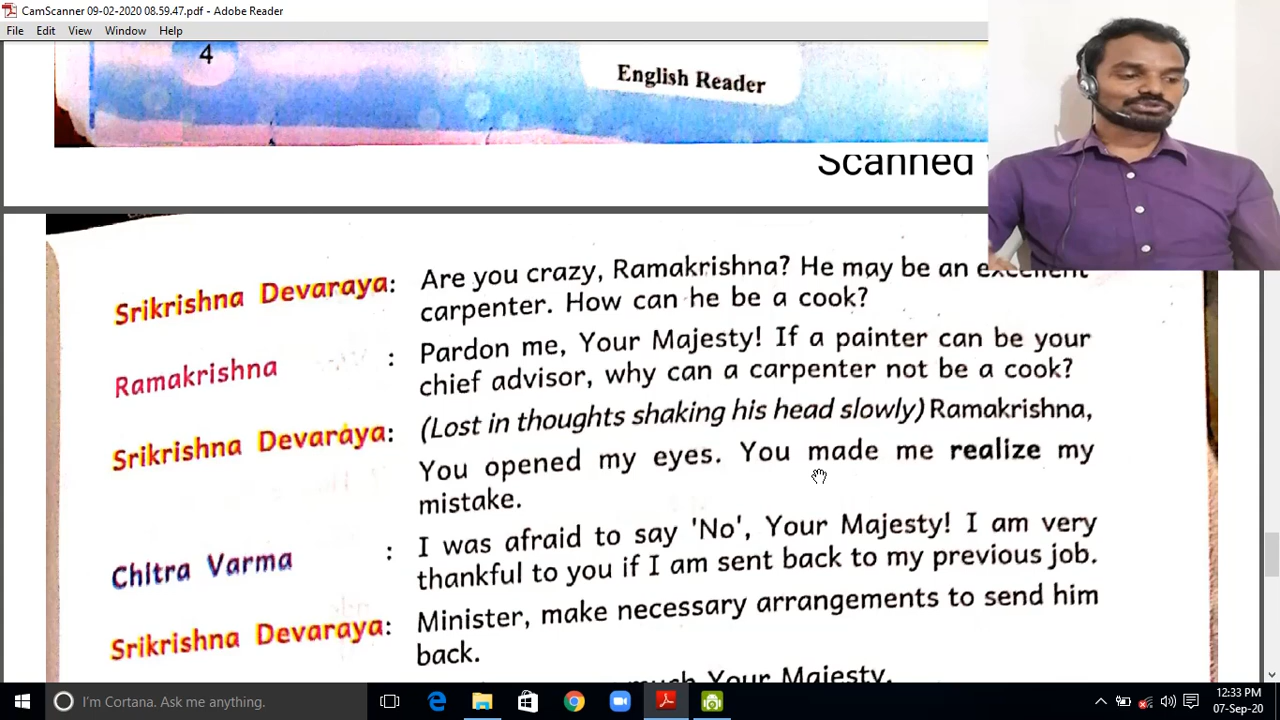 CamScanner 09-02-2020 08.59.47.pdf - Adobe Reader
File Edit View Window Help
4
English Reader
Scanned
Srikrishna Devaraya: Are you crazy, Ramakrishna? He may be an excellent
carpenter. How can he be a cook?
Ramakrishna : Pardon me, Your Majesty! If a painter can be your
chief advisor, why can a carpenter not be a cook?
Srikrishna Devaraya: (Lost in thoughts shaking his head slowly) Ramakrishna,
You opened my eyes. You made me realize my
mistake.
Chitra Varma : I was afraid to say 'No', Your Majesty! I am very
thankful to you if I am sent back to my previous job.
Srikrishna Devaraya: Minister, make necessary arrangements to send him
back.
much Your Majesty.
I'm Cortana. Ask me anything.
12:33 PM
07-Sep-20